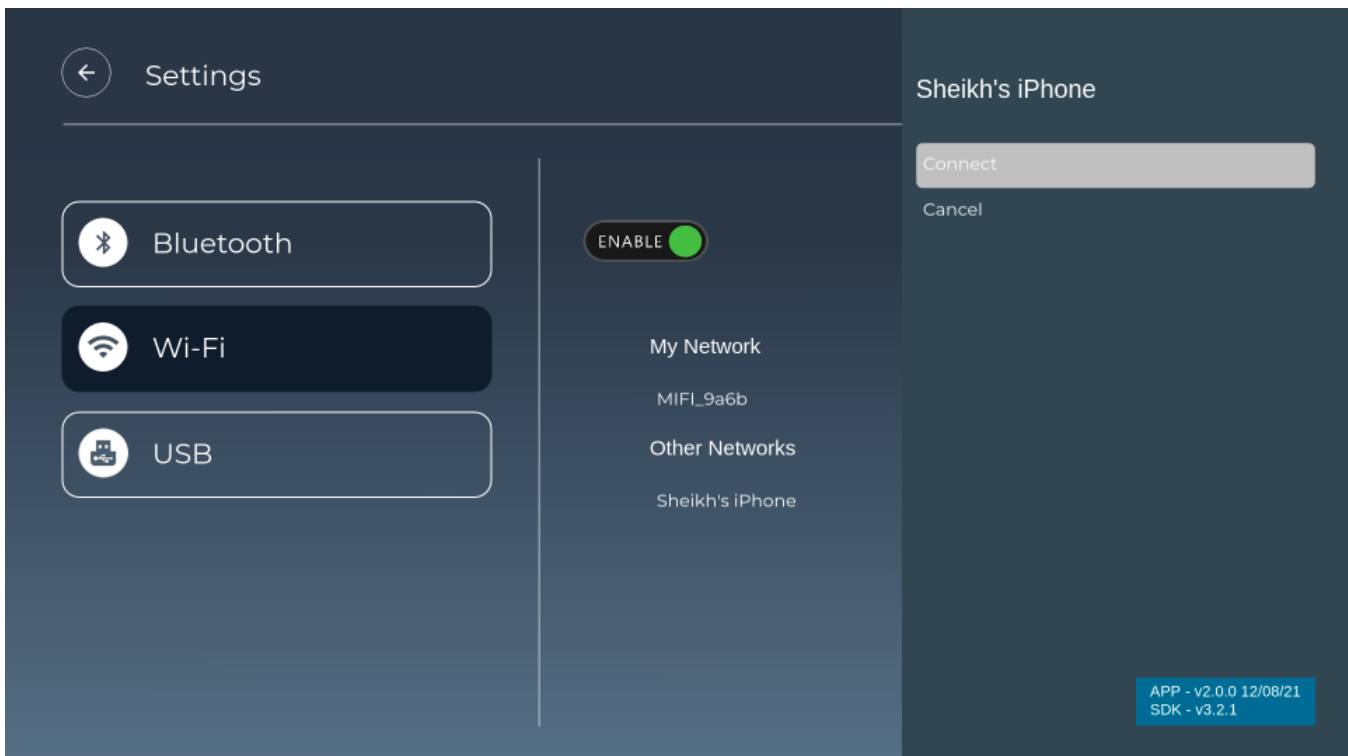 Settings
Bluetooth
Wi-Fi
USB
ENABLE
My Network
MIFI_9a6b
Other Networks
Sheikh's iPhone
Sheikh's iPhone
Connect
Cancel
APP - v2.0.0 12/08/21
SDK - v3.2.1